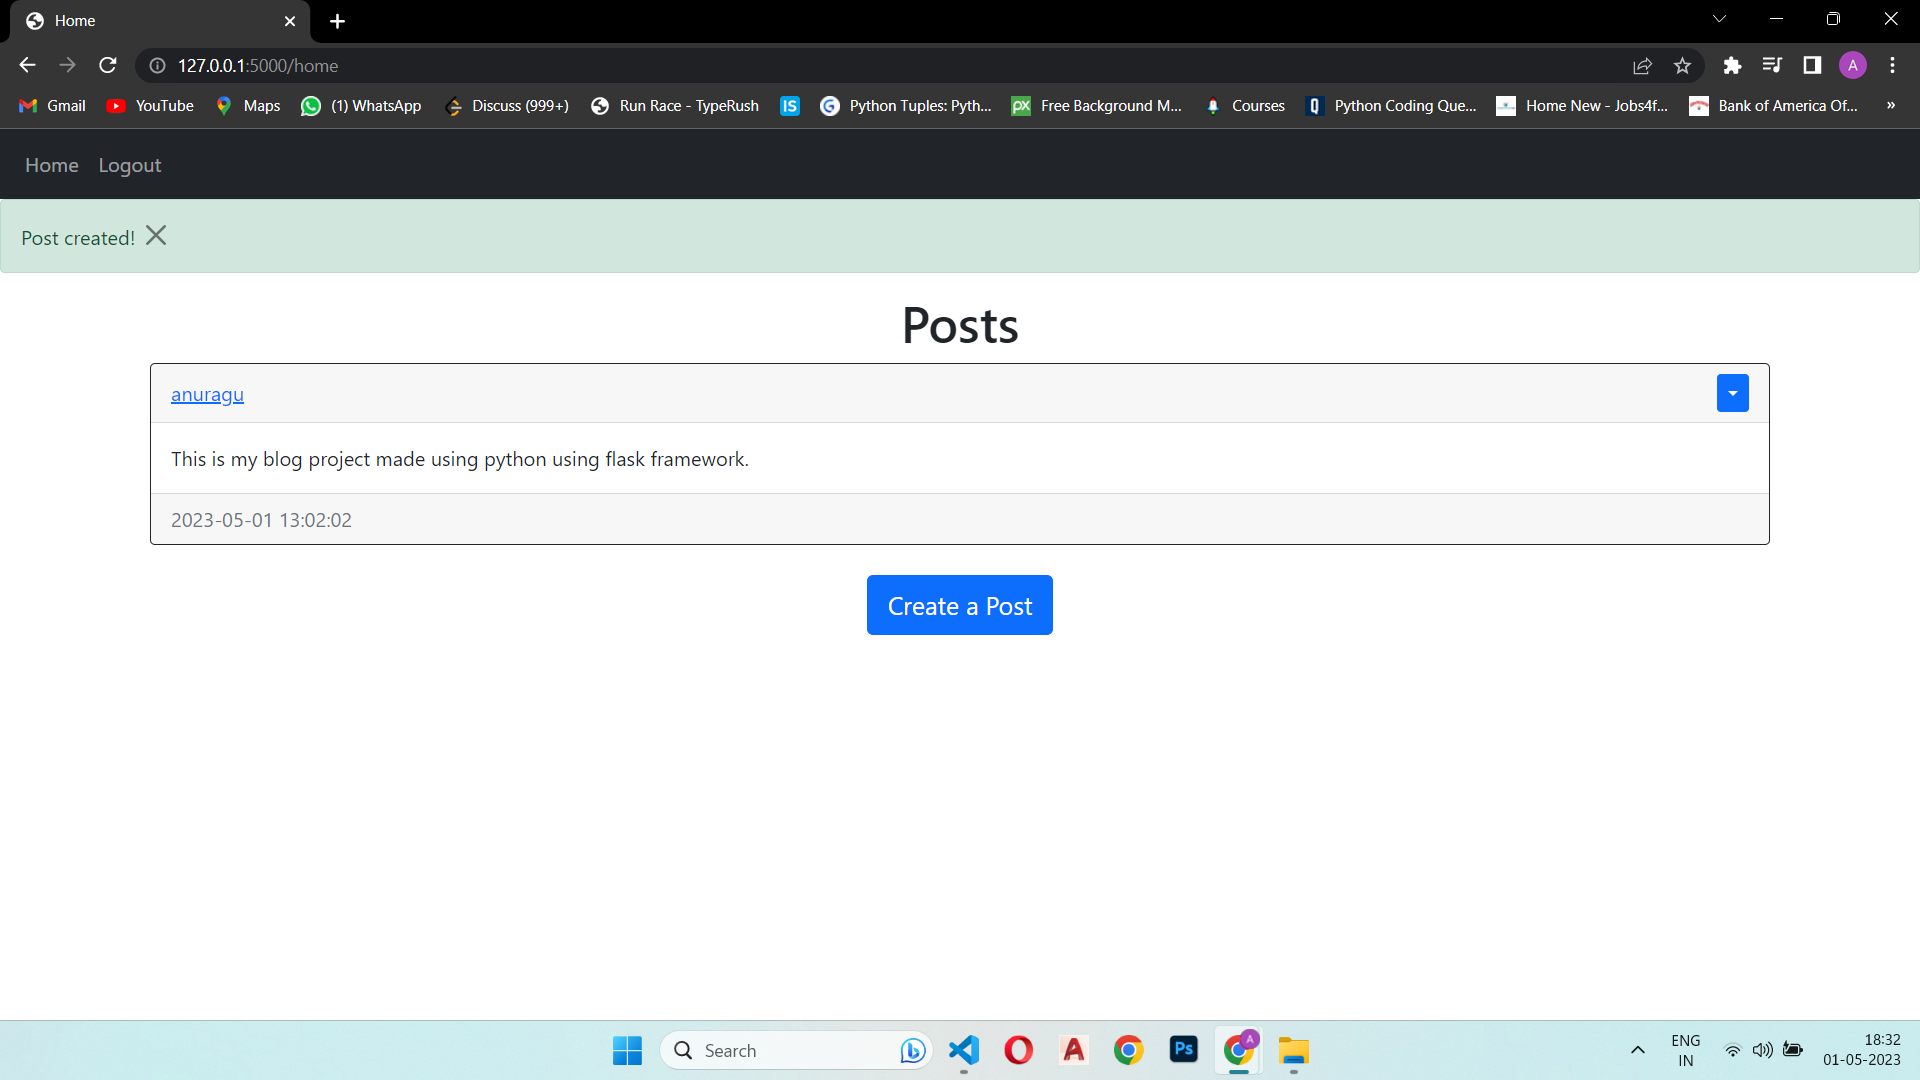 Home
127.0.0.1:5000/home
A
Gmail YouTube Maps (1) WhatsApp Discuss (999+) Run Race - TypeRush IS Python Tuples: Pyth... px Free Background M... Courses Python Coding Que... Home New - Jobs4f... Bank of America Of... »
Home Logout
Post created!
Posts
anuragu
This is my blog project made using python using flask framework.
2023-05-01 13:02:02
Create a Post
Search
Ps
A
ENG
IN
18:32
01-05-2023